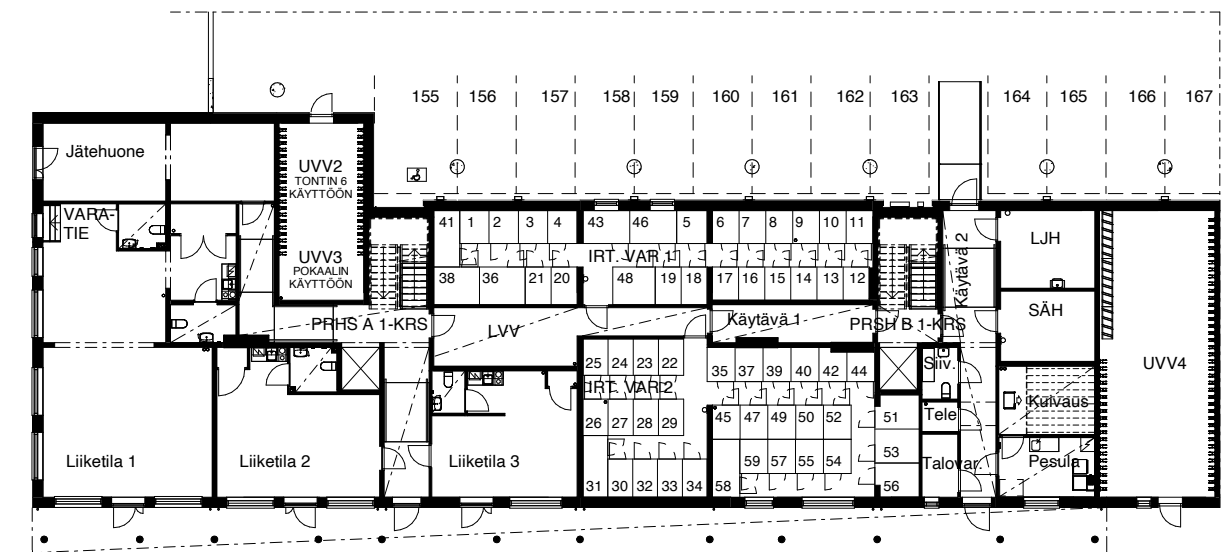 155 156 157 158 159 160 161 162 163 164 165 166 167
Jätehuone
UVV2
TONTIN 6
KÄYTTÖÖN
VARA-
TIE
UVV3
POKAALIN
KÄYTTÖÖN
41 1 2 3 4 43 46 5 6 7 8 9 10 11
IRT. VAR 1
38 36 21 20 48 19 18 17 16 15 14 13 12
Käytävä 2
LJH
SÄH
PRHS A 1-KRS
LVV
Käytävä 1
PRSH B 1-KRS
25 24 23 22
35 37 39 40 42 44
IRT. VAR 2
26 27 28 29
45 47 49 50 52
59 57 55 54
31 30 32 33 34 58
51
53
56
Siiv.
Tele
Talovar.
Kuivaus
Pesula
UVV4
Liiketila 1
Liiketila 2
Liiketila 3